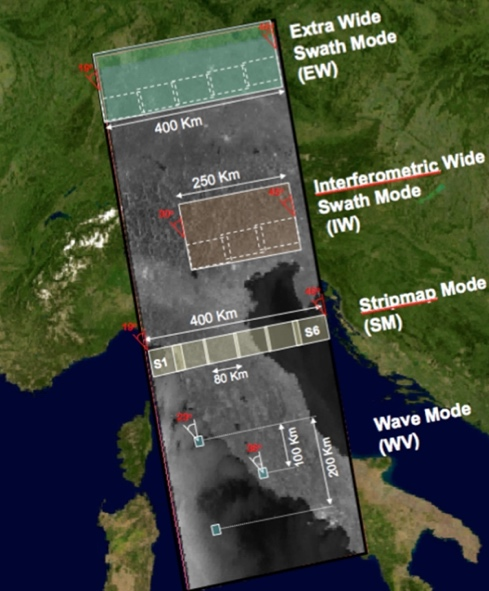 Extra Wide
Swath Mode
(EW)
400 Km
250 Km
Interferometric Wide
Swath Mode
(IW)
400 Km
Stripmap Mode
(SM)
S1
S6
80 Km
Wave Mode
(WV)
100 Km
200 Km